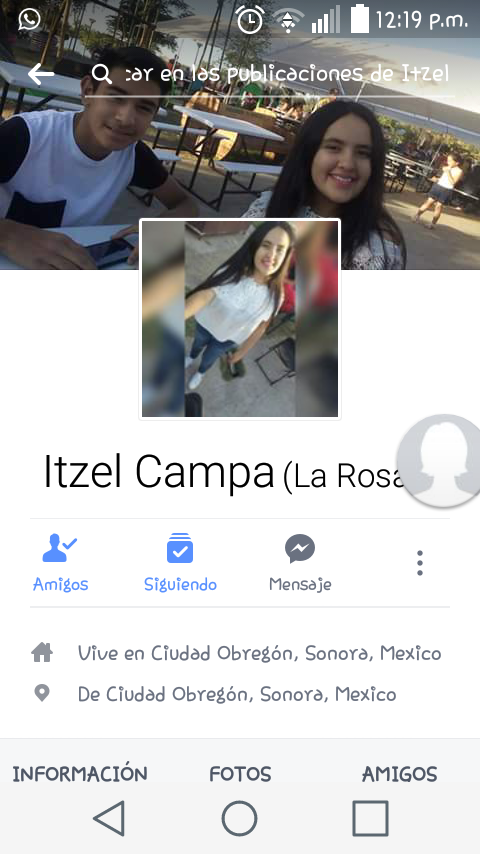 12:19 p.m.
car en las publicaciones de Itzel
Itzel Campa (La Rosa
Amigos
Siguiendo
Mensaje
Vive en Ciudad Obregón, Sonora, Mexico
De Ciudad Obregón, Sonora, Mexico
INFORMACIÓN
FOTOS
AMIGOS